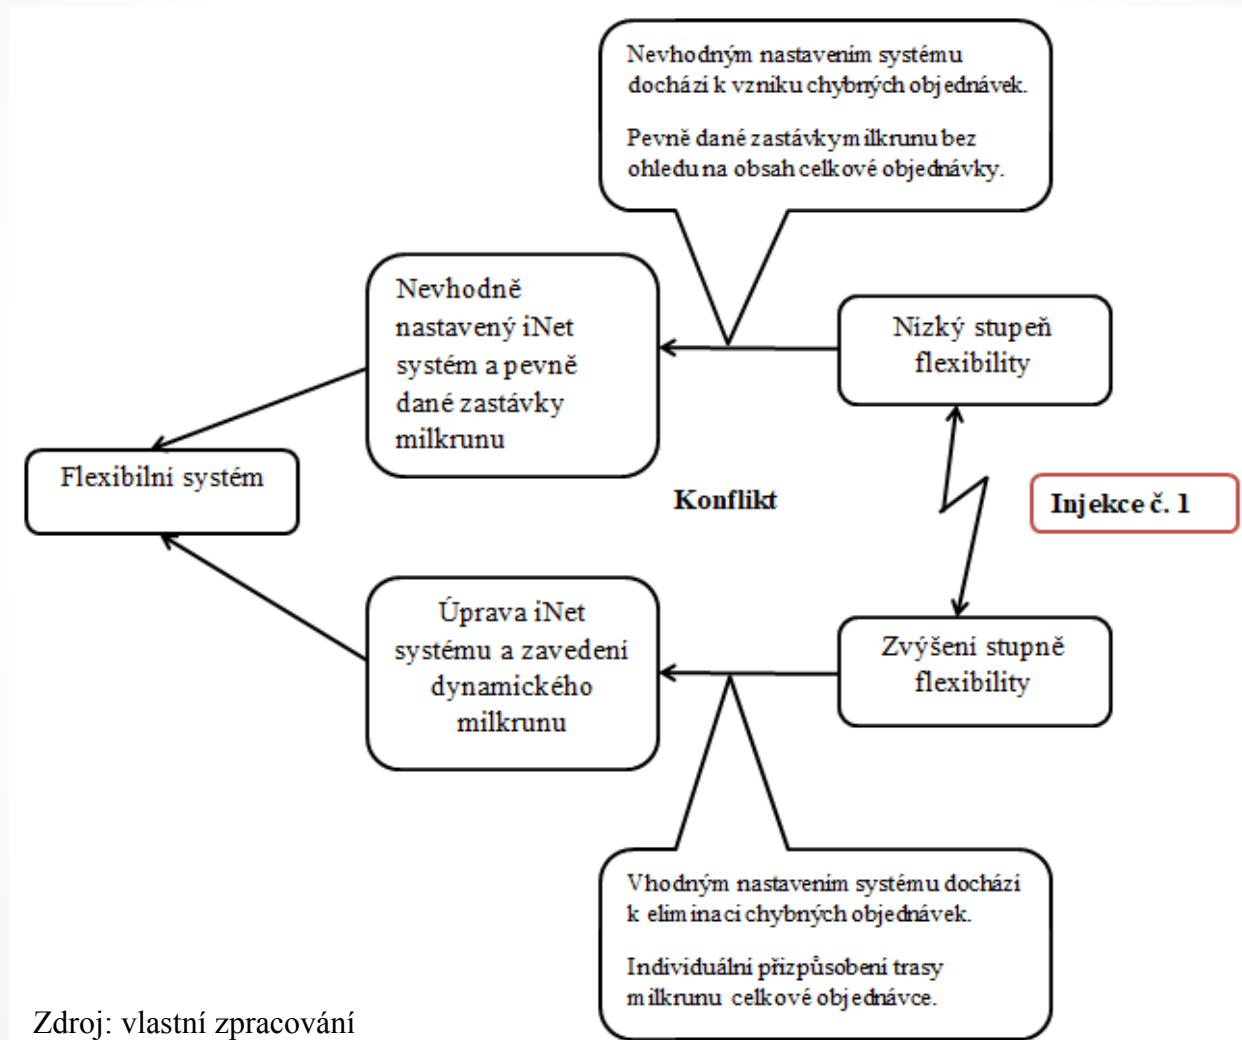 Nevhodným nastavením systému
dochází k vzniku chybných objednávek.
Pevně dané zastávky milkrunu bez
ohledu na obsah celkové objednávky.
Nevhodně
nastavený iNet
systém a pevně
dané zastávky
milkrunu
Nízký stupeň
flexibility
Flexibilní systém
Konflikt
Injekce č. 1
Úprava iNet
systému a zavedení
dynamického
milkrunu
Zvýšení stupně
flexibility
Vhodným nastavením systému dochází
k eliminaci chybných objednávek.
Individuální přizpůsobení trasy
milkrunu celkové objednávce.
Zdroj: vlastní zpracování